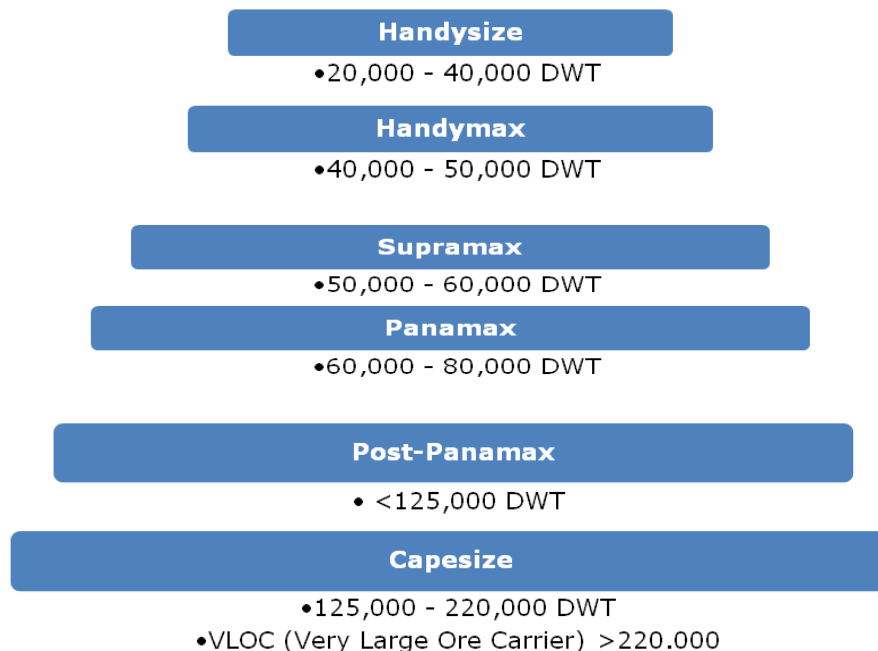 Handysize
•20,000 - 40,000 DWT
Handymax
•40,000 - 50,000 DWT
Supramax
•50,000 - 60,000 DWT
Panamax
•60,000 - 80,000 DWT
Post-Panamax
• <125,000 DWT
Capesize
•125,000 - 220,000 DWT
•VLOC (Very Large Ore Carrier) >220.000